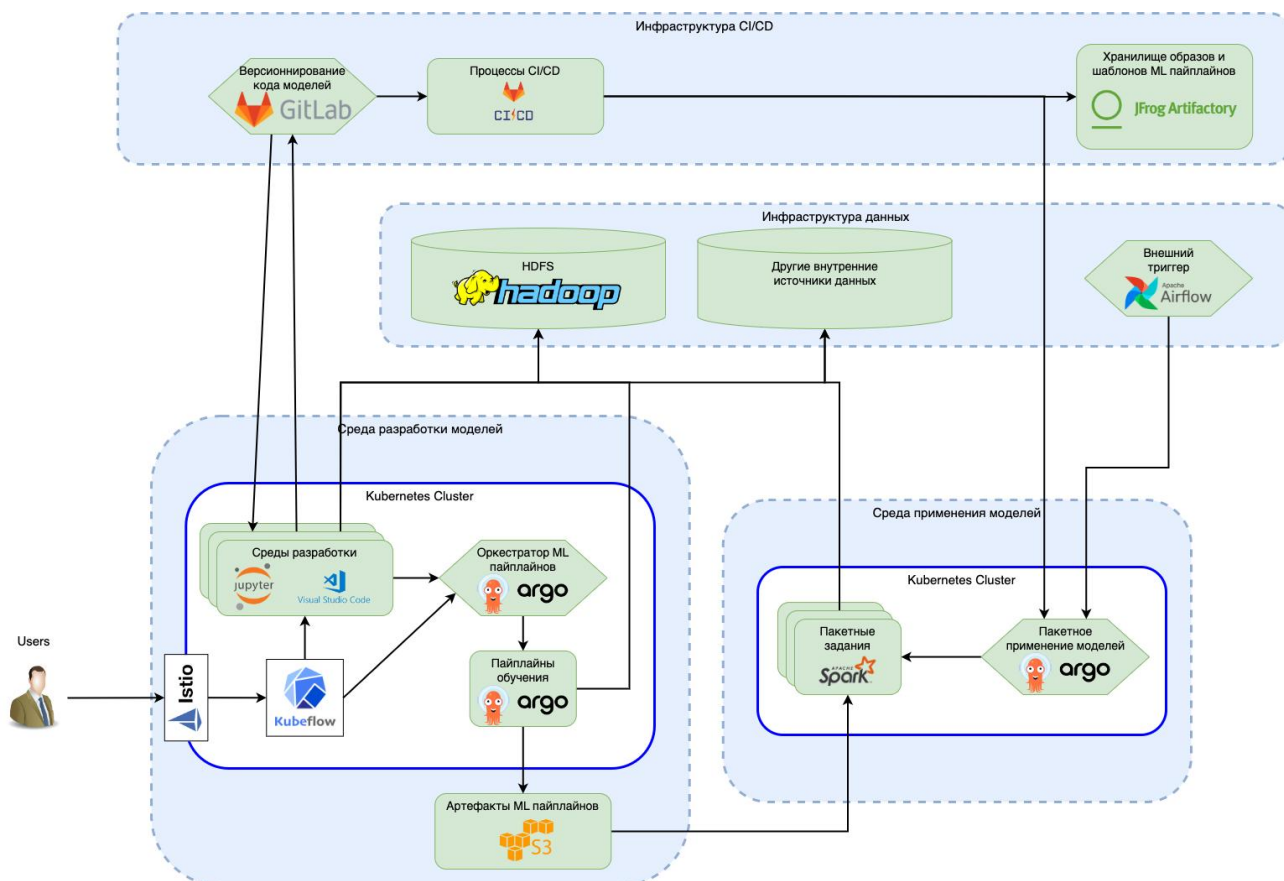 Инфраструктура CI/CD
Версионнирование
кода моделей
GitLab
Процессы CI/CD
CI/CD
Хранилище образов и
шаблонов ML пайплайнов
JFrog Artifactory
Инфраструктура данных
HDFS
hadoop
Другие внутренние
источники данных
Внешний
триггер
Apache
Airflow
Среда разработки моделей
Kubernetes Cluster
Среды разработки
jupyter
Visual Studio Code
Оркестратор ML
пайплайнов
argo
Пайплайны
обучения
argo
Users
Istio
Kubeflow
Артефакты ML пайплайнов
S3
Среда применения моделей
Kubernetes Cluster
Пакетные
задания
APACHE
Spark
Пакетное
применение моделей
argo